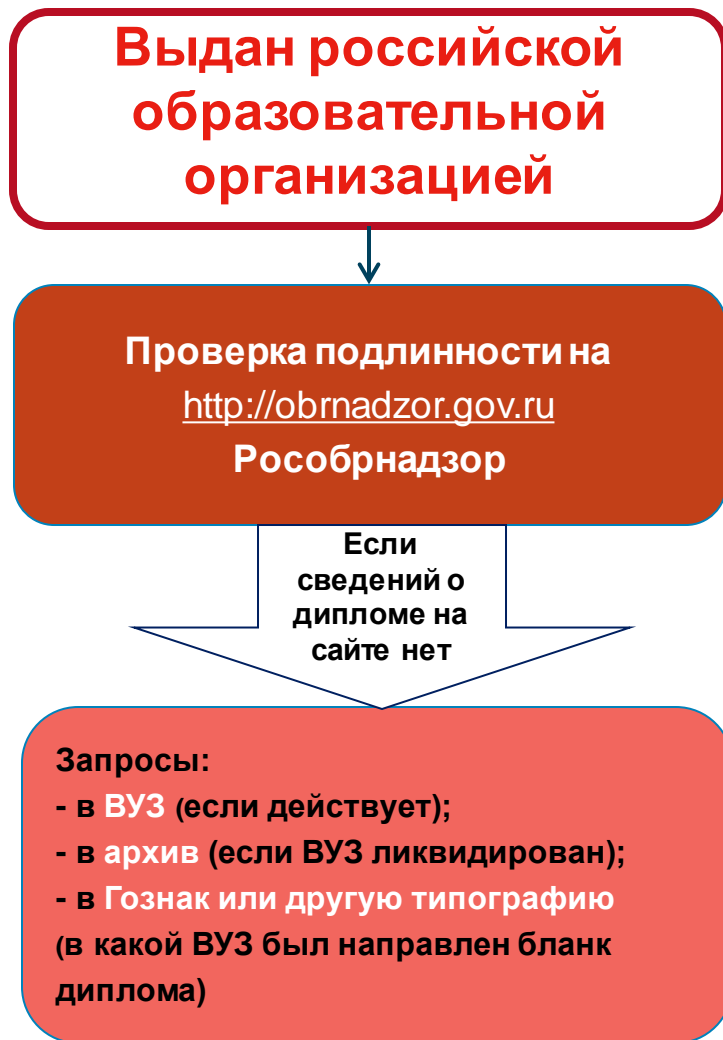 Выдан российской
образовательной
организацией
Проверка подлинности на
http://obrnadzor.gov.ru
Рособрнадзор
Если
сведений о
дипломе на
сайте нет
Запросы:
- в ВУЗ (если действует);
- в архив (если ВУЗ ликвидирован);
- в Гознак или другую типографию
(в какой ВУЗ был направлен бланк
диплома)